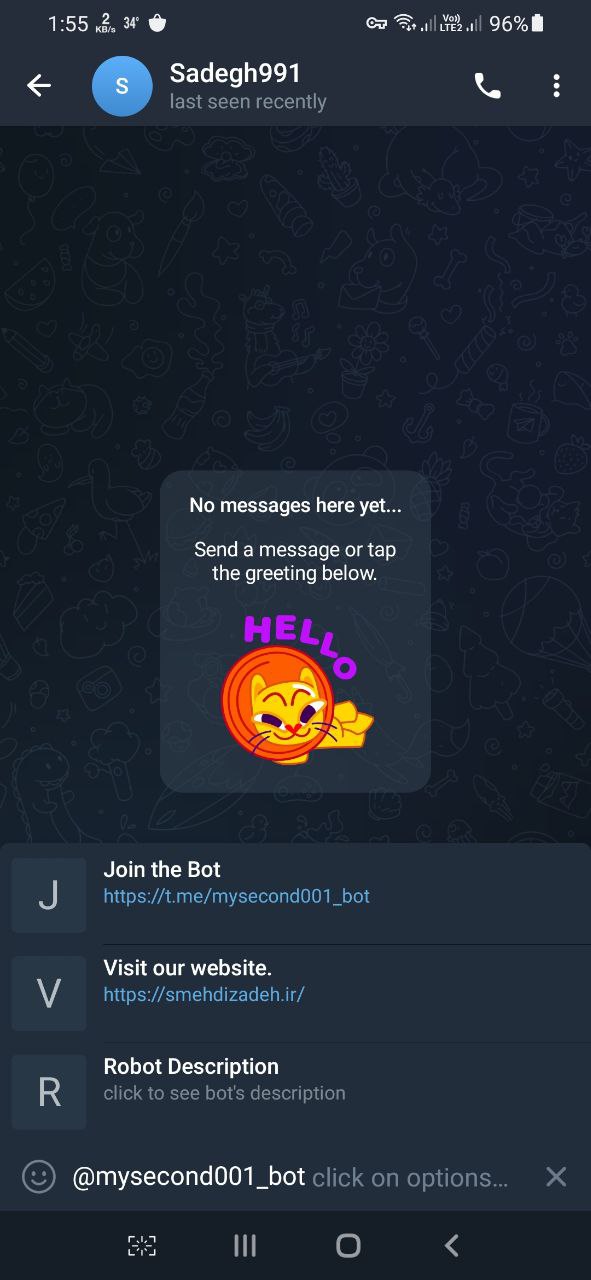 1:55 2 KB/s 34° Vo)) LTE2 96%
S
Sadegh991
last seen recently
No messages here yet...
Send a message or tap
the greeting below.
HELLO
J
Join the Bot
https://t.me/mysecond001_bot
V
Visit our website.
https://smehdizadeh.ir/
R
Robot Description
click to see bot's description
@mysecond001_bot click on options...